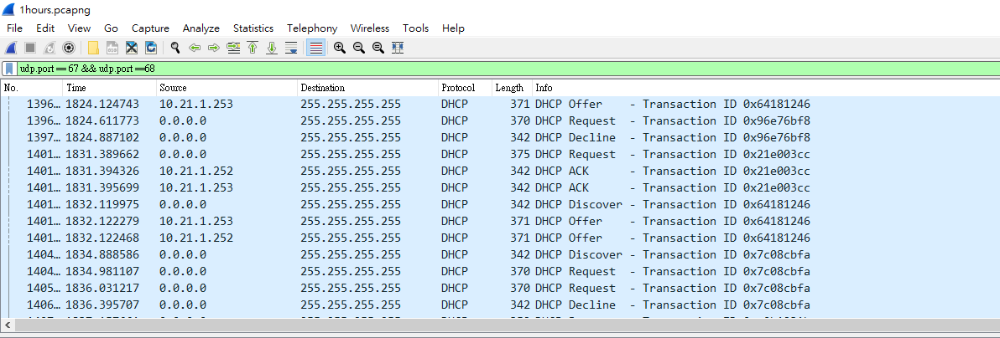 1hours.pcapng
File Edit View Go Capture Analyze Statistics Telephony Wireless Tools Help
udp.port == 67 && udp.port ==68
No. Time Source Destination Protocol Length Info
1396… 1824.124743 10.21.1.253 255.255.255.255 DHCP 371 DHCP Offer - Transaction ID 0x64181246
1396… 1824.611773 0.0.0.0 255.255.255.255 DHCP 370 DHCP Request - Transaction ID 0x96e76bf8
1397… 1824.887102 0.0.0.0 255.255.255.255 DHCP 342 DHCP Decline - Transaction ID 0x96e76bf8
1401… 1831.389662 0.0.0.0 255.255.255.255 DHCP 375 DHCP Request - Transaction ID 0x21e003cc
1401… 1831.394326 10.21.1.252 255.255.255.255 DHCP 342 DHCP ACK - Transaction ID 0x21e003cc
1401… 1831.395699 10.21.1.253 255.255.255.255 DHCP 342 DHCP ACK - Transaction ID 0x21e003cc
1401… 1832.119975 0.0.0.0 255.255.255.255 DHCP 342 DHCP Discover - Transaction ID 0x64181246
1401… 1832.122279 10.21.1.253 255.255.255.255 DHCP 371 DHCP Offer - Transaction ID 0x64181246
1401… 1832.122468 10.21.1.252 255.255.255.255 DHCP 371 DHCP Offer - Transaction ID 0x64181246
1404… 1834.888586 0.0.0.0 255.255.255.255 DHCP 342 DHCP Discover - Transaction ID 0x7c08cbfa
1404… 1834.981107 0.0.0.0 255.255.255.255 DHCP 370 DHCP Request - Transaction ID 0x7c08cbfa
1405… 1836.031217 0.0.0.0 255.255.255.255 DHCP 370 DHCP Request - Transaction ID 0x7c08cbfa
1406… 1836.395707 0.0.0.0 255.255.255.255 DHCP 342 DHCP Decline - Transaction ID 0x7c08cbfa